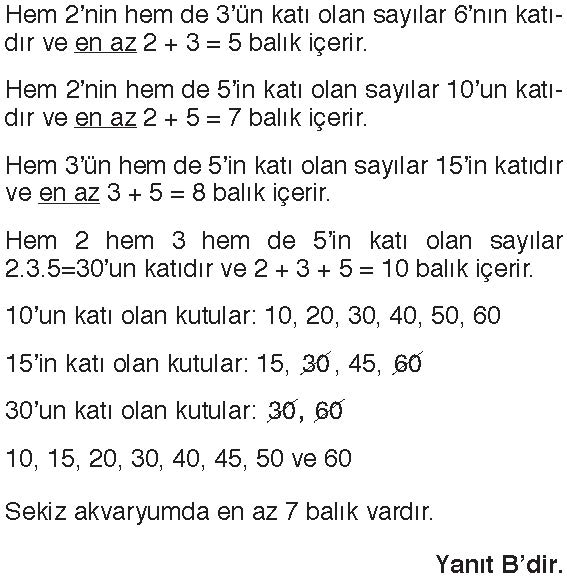 Hem 2’nin hem de 3’ün katı olan sayılar 6’nın katı-
dır ve en az 2 + 3 = 5 balık içerir.
Hem 2’nin hem de 5’in katı olan sayılar 10’un katı-
dır ve en az 2 + 5 = 7 balık içerir.
Hem 3’ün hem de 5’in katı olan sayılar 15’in katıdır
ve en az 3 + 5 = 8 balık içerir.
Hem 2 hem 3 hem de 5’in katı olan sayılar
2.3.5=30’un katıdır ve 2 + 3 + 5 = 10 balık içerir.
10’un katı olan kutular: 10, 20, 30, 40, 50, 60
15’in katı olan kutular: 15, 30, 45, 60
30’un katı olan kutular: 30, 60
10, 15, 20, 30, 40, 45, 50 ve 60
Sekiz akvaryumda en az 7 balık vardır.
Yanıt B’dir.